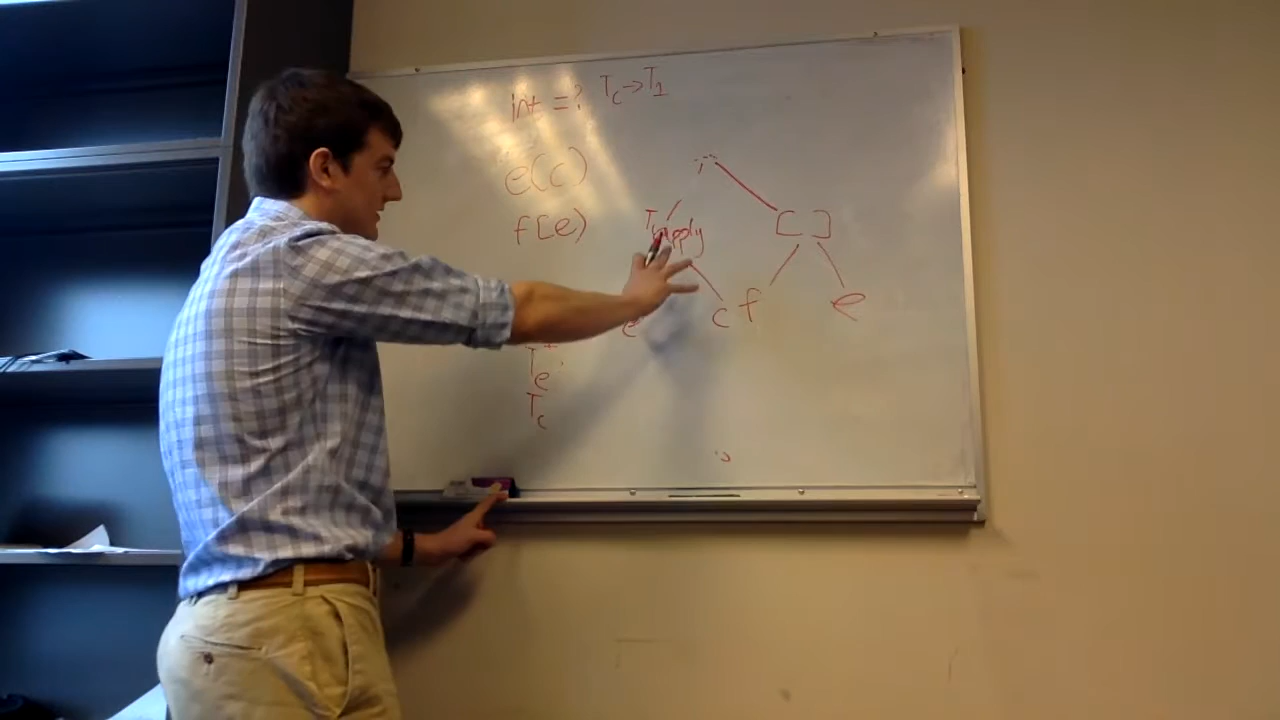 int =? Tc→T1
e(c)
";"
f[e]
T1 apply
[ ]
e
c
f
e
Te
Tc